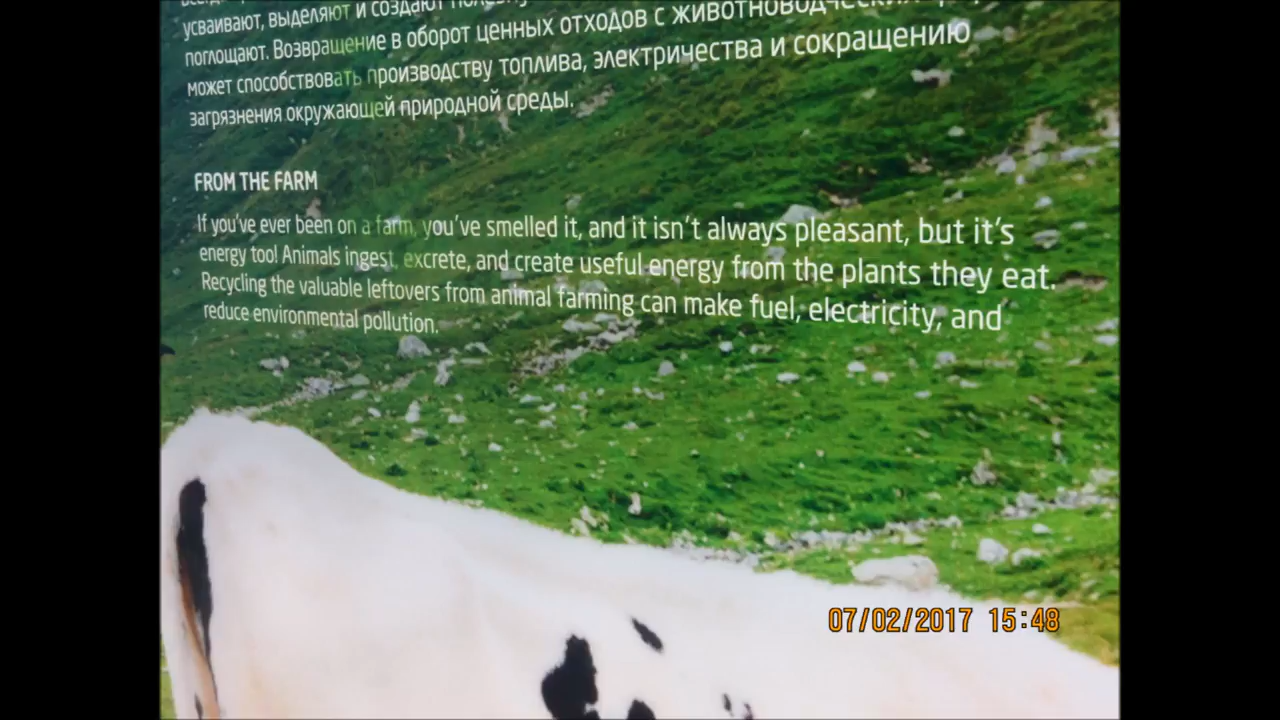 усваивают, выделяют и создают
поглощают. Возвращение в оборот ценных отходов с животноводческих
может способствовать производству топлива, электричества и сокращению
загрязнения окружающей природной среды.
FROM THE FARM
If you've ever been on a farm, you've smelled it, and it isn't always pleasant, but it's
energy too! Animals ingest, excrete, and create useful energy from the plants they eat.
Recycling the valuable leftovers from animal farming can make fuel, electricity, and
reduce environmental pollution.
07/02/2017 15:48